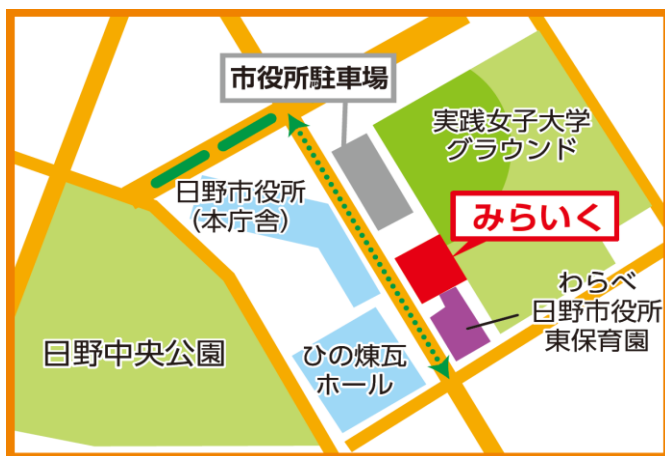 市役所駐車場
実践女子大学
グラウンド
日野市役所
(本庁舎)
みらいく
わらべ
日野市役所
東保育園
日野中央公園
ひの煉瓦
ホール